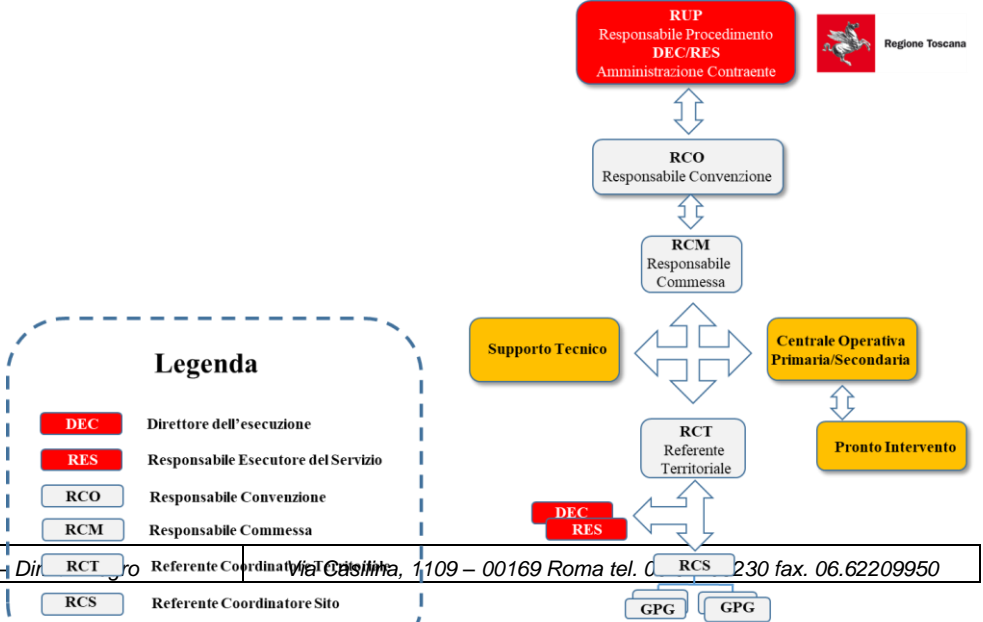 RUP
Responsabile Procedimento
DEC/RES
Amministrazione Contraente
Regione Toscana
RCO
Responsabile Convenzione
RCM
Responsabile
Commessa
Supporto Tecnico
Centrale Operativa
Primaria/Secondaria
RCT
Referente
Territoriale
Pronto Intervento
DEC
RES
RCS
GPG
GPG
Legenda
DEC Direttore dell'esecuzione
RES Responsabile Esecutore del Servizio
RCO Responsabile Convenzione
RCM Responsabile Commessa
RCT Referente Coordinatore Territoriale
RCS Referente Coordinatore Sito
Via Casilina, 1109 – 00169 Roma tel. 230 fax. 06.62209950